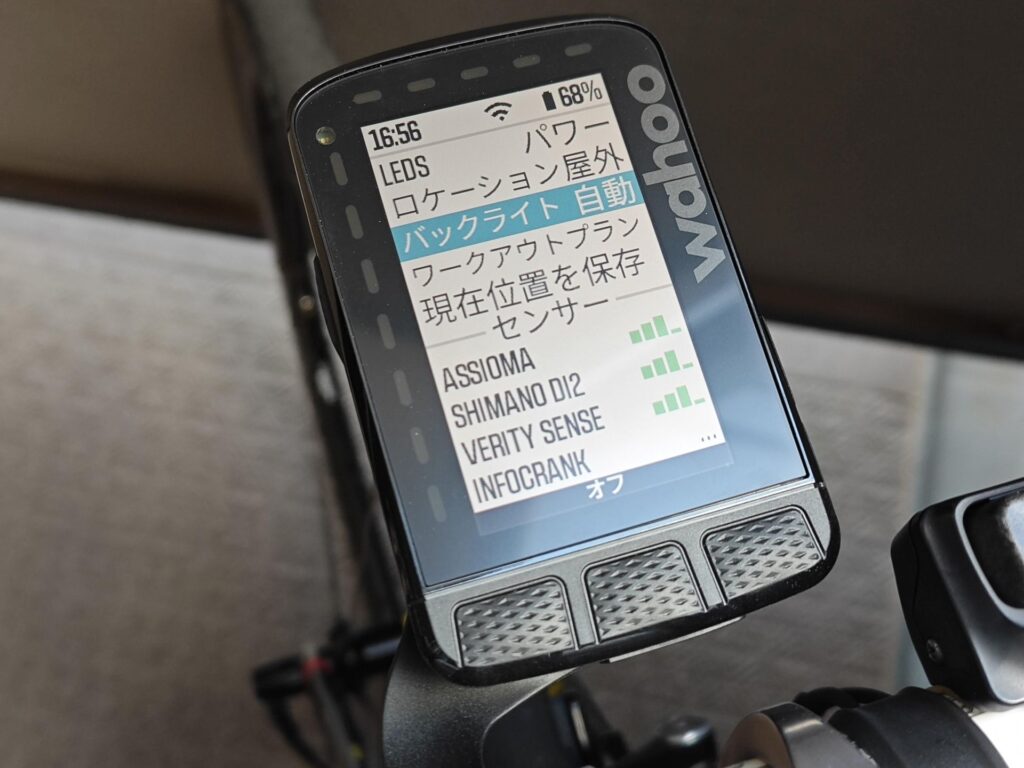 16:56 68%
LEDS パワー
ロケーション 屋外
バックライト 自動
ワークアウトプラン
現在位置を保存
センサー
ASSIOMA
SHIMANO DI2
VERITY SENSE
INFOCRANK ...
オフ
wahoo